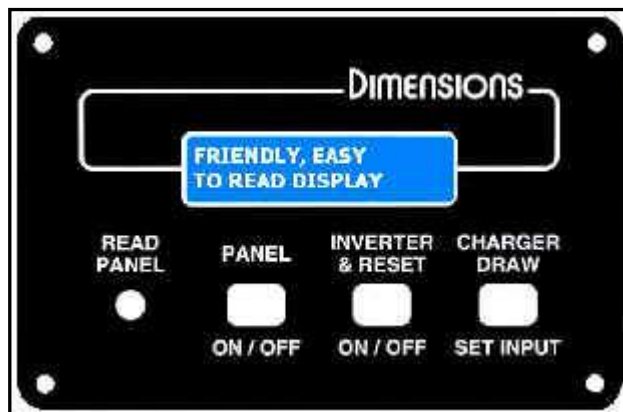 DIMENSIONS
FRIENDLY, EASY
TO READ DISPLAY
READ
PANEL
PANEL
ON / OFF
INVERTER
& RESET
ON / OFF
CHARGER
DRAW
SET INPUT